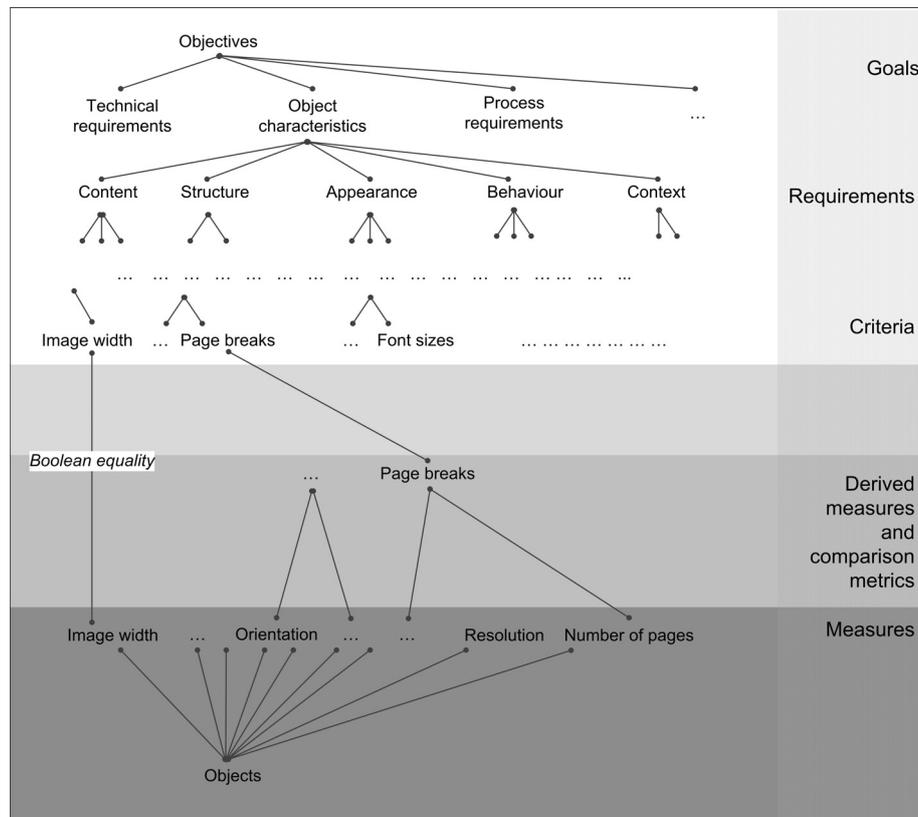 Objectives
Goals
Technical
requirements
Object
characteristics
Process
requirements
...
Content
Structure
Appearance
Behaviour
Context
Requirements
... ... ... ... ... ... ... ... ... ... ... ... ... ... ... ... ...
Image width
...
Page breaks
...
Font sizes
... ... ... ... ... ... ...
Criteria
Boolean equality
...
Page breaks
Derived
measures
and
comparison
metrics
Image width
...
Orientation
...
...
Resolution
Number of pages
Measures
Objects